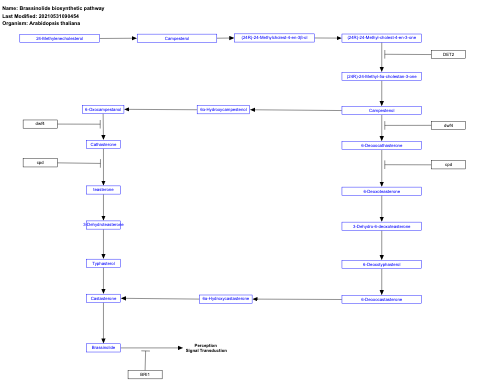 Name: Brassinolide biosynthetic pathway
Last Modified: 20210531090454
Organism: Arabidopsis thaliana
24-Methylenecholesterol
Campesterol
(24R)-24-Methylcholest-4-en-3β-ol
(24R)-24-Methylcholest-4-en-3-one
DET2
(24R)-24-Methyl-5α-cholestan-3-one
6-Oxocampestanol
6α-Hydroxycampestanol
Campestanol
dwf4
dwf4
Cathasterone
6-Deoxocathasterone
cpd
cpd
teasterone
6-Deoxoteasterone
3-Dehydroteasterone
3-Dehydro-6-deoxoteasterone
Typhasterol
6-Deoxotyphasterol
Castasterone
6α-Hydroxycastasterone
6-Deoxocastasterone
Brassinolide
Perception
Signal Transduction
BRI1